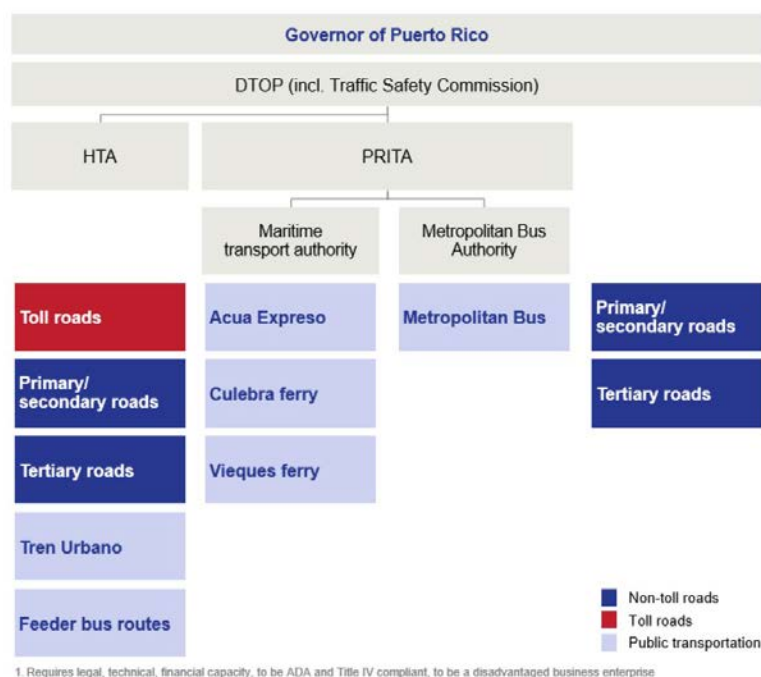 Governor of Puerto Rico
DTOP (incl. Traffic Safety Commission)
HTA
PRITA
Maritime
transport authority
Metropolitan Bus
Authority
Toll roads
Acua Expreso
Metropolitan Bus
Primary/
secondary roads
Primary/
secondary roads
Culebra ferry
Tertiary roads
Tertiary roads
Vieques ferry
Tren Urbano
Feeder bus routes
Non-toll roads
Toll roads
Public transportation
1. Requires legal, technical, financial capacity, to be ADA and Title IV compliant, to be a disadvantaged business enterprise